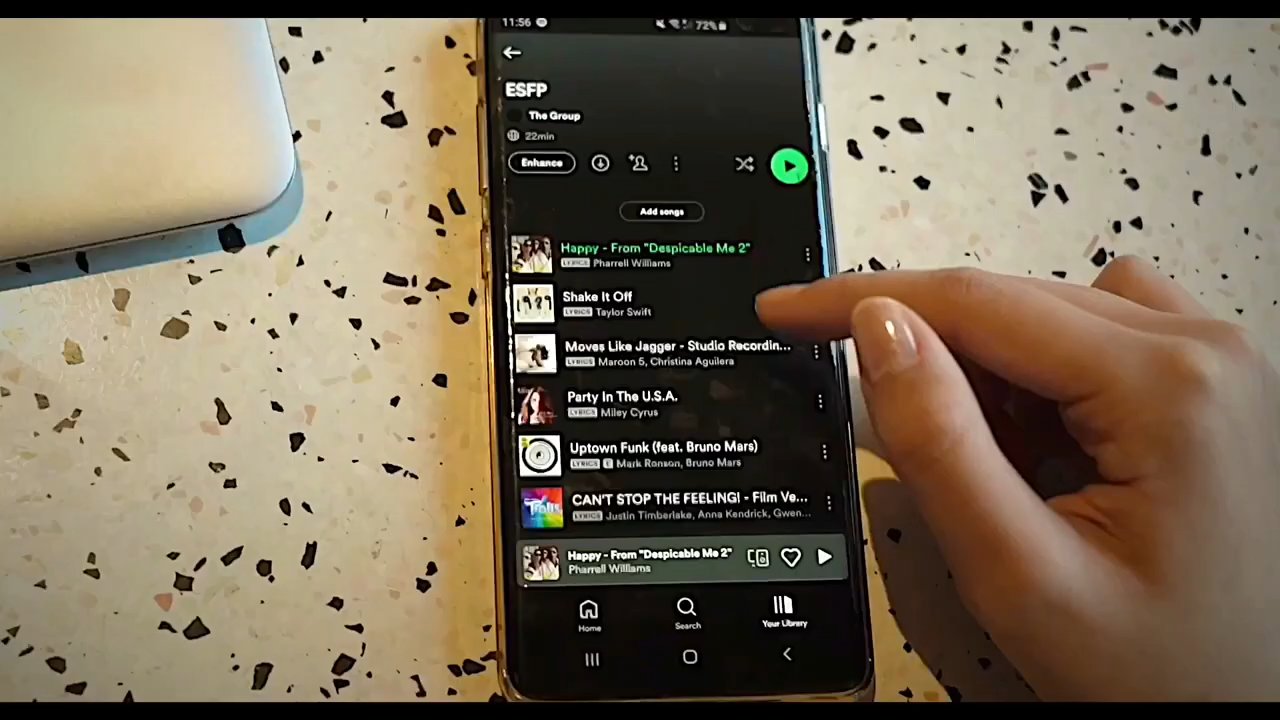 11:56
72%
ESFP
The Group
22min
Enhance
Add songs
Happy - From "Despicable Me 2"
LYRICS Pharrell Williams
Shake It Off
LYRICS Taylor Swift
Moves Like Jagger - Studio Recordin...
LYRICS Maroon 5, Christina Aguilera
Party In The U.S.A.
LYRICS Miley Cyrus
Uptown Funk (feat. Bruno Mars)
LYRICS E Mark Ronson, Bruno Mars
CAN'T STOP THE FEELING! - Film Ve...
LYRICS Justin Timberlake, Anna Kendrick, Gwen...
Happy - From "Despicable Me 2"
Pharrell Williams
Home
Search
Your Library